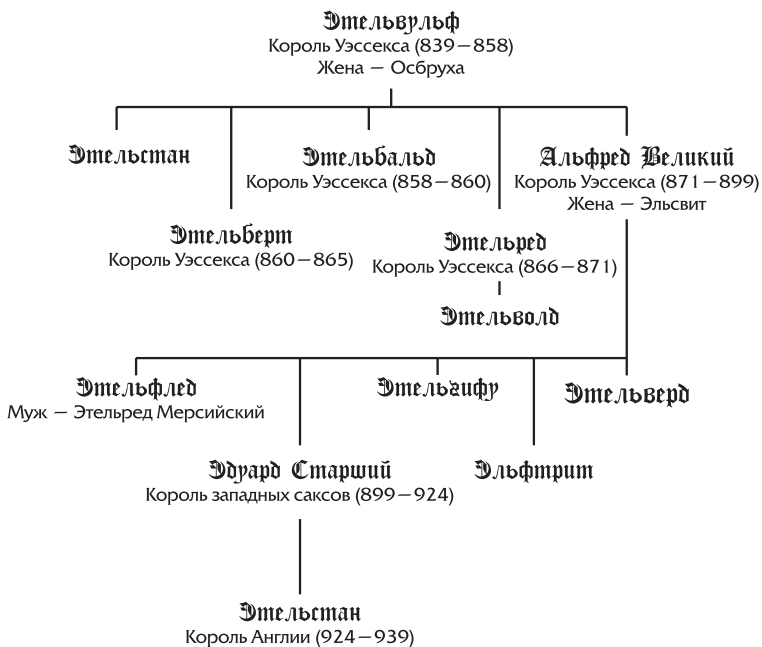 Этельвульф
Король Уэссекса (839—858)
Жена — Осбруха
Этельстан
Этельбальд
Король Уэссекса (858—860)
Альфред Великий
Король Уэссекса (871—899)
Жена — Эльсвит
Этельберт
Король Уэссекса (860—865)
Этельред
Король Уэссекса (866—871)
Этельволд
Этельфлед
Муж — Этельред Мерсийский
Этельгифу
Этельверд
Эдуард Старший
Король западных саксов (899—924)
Эльфтрит
Этельстан
Король Англии (924—939)